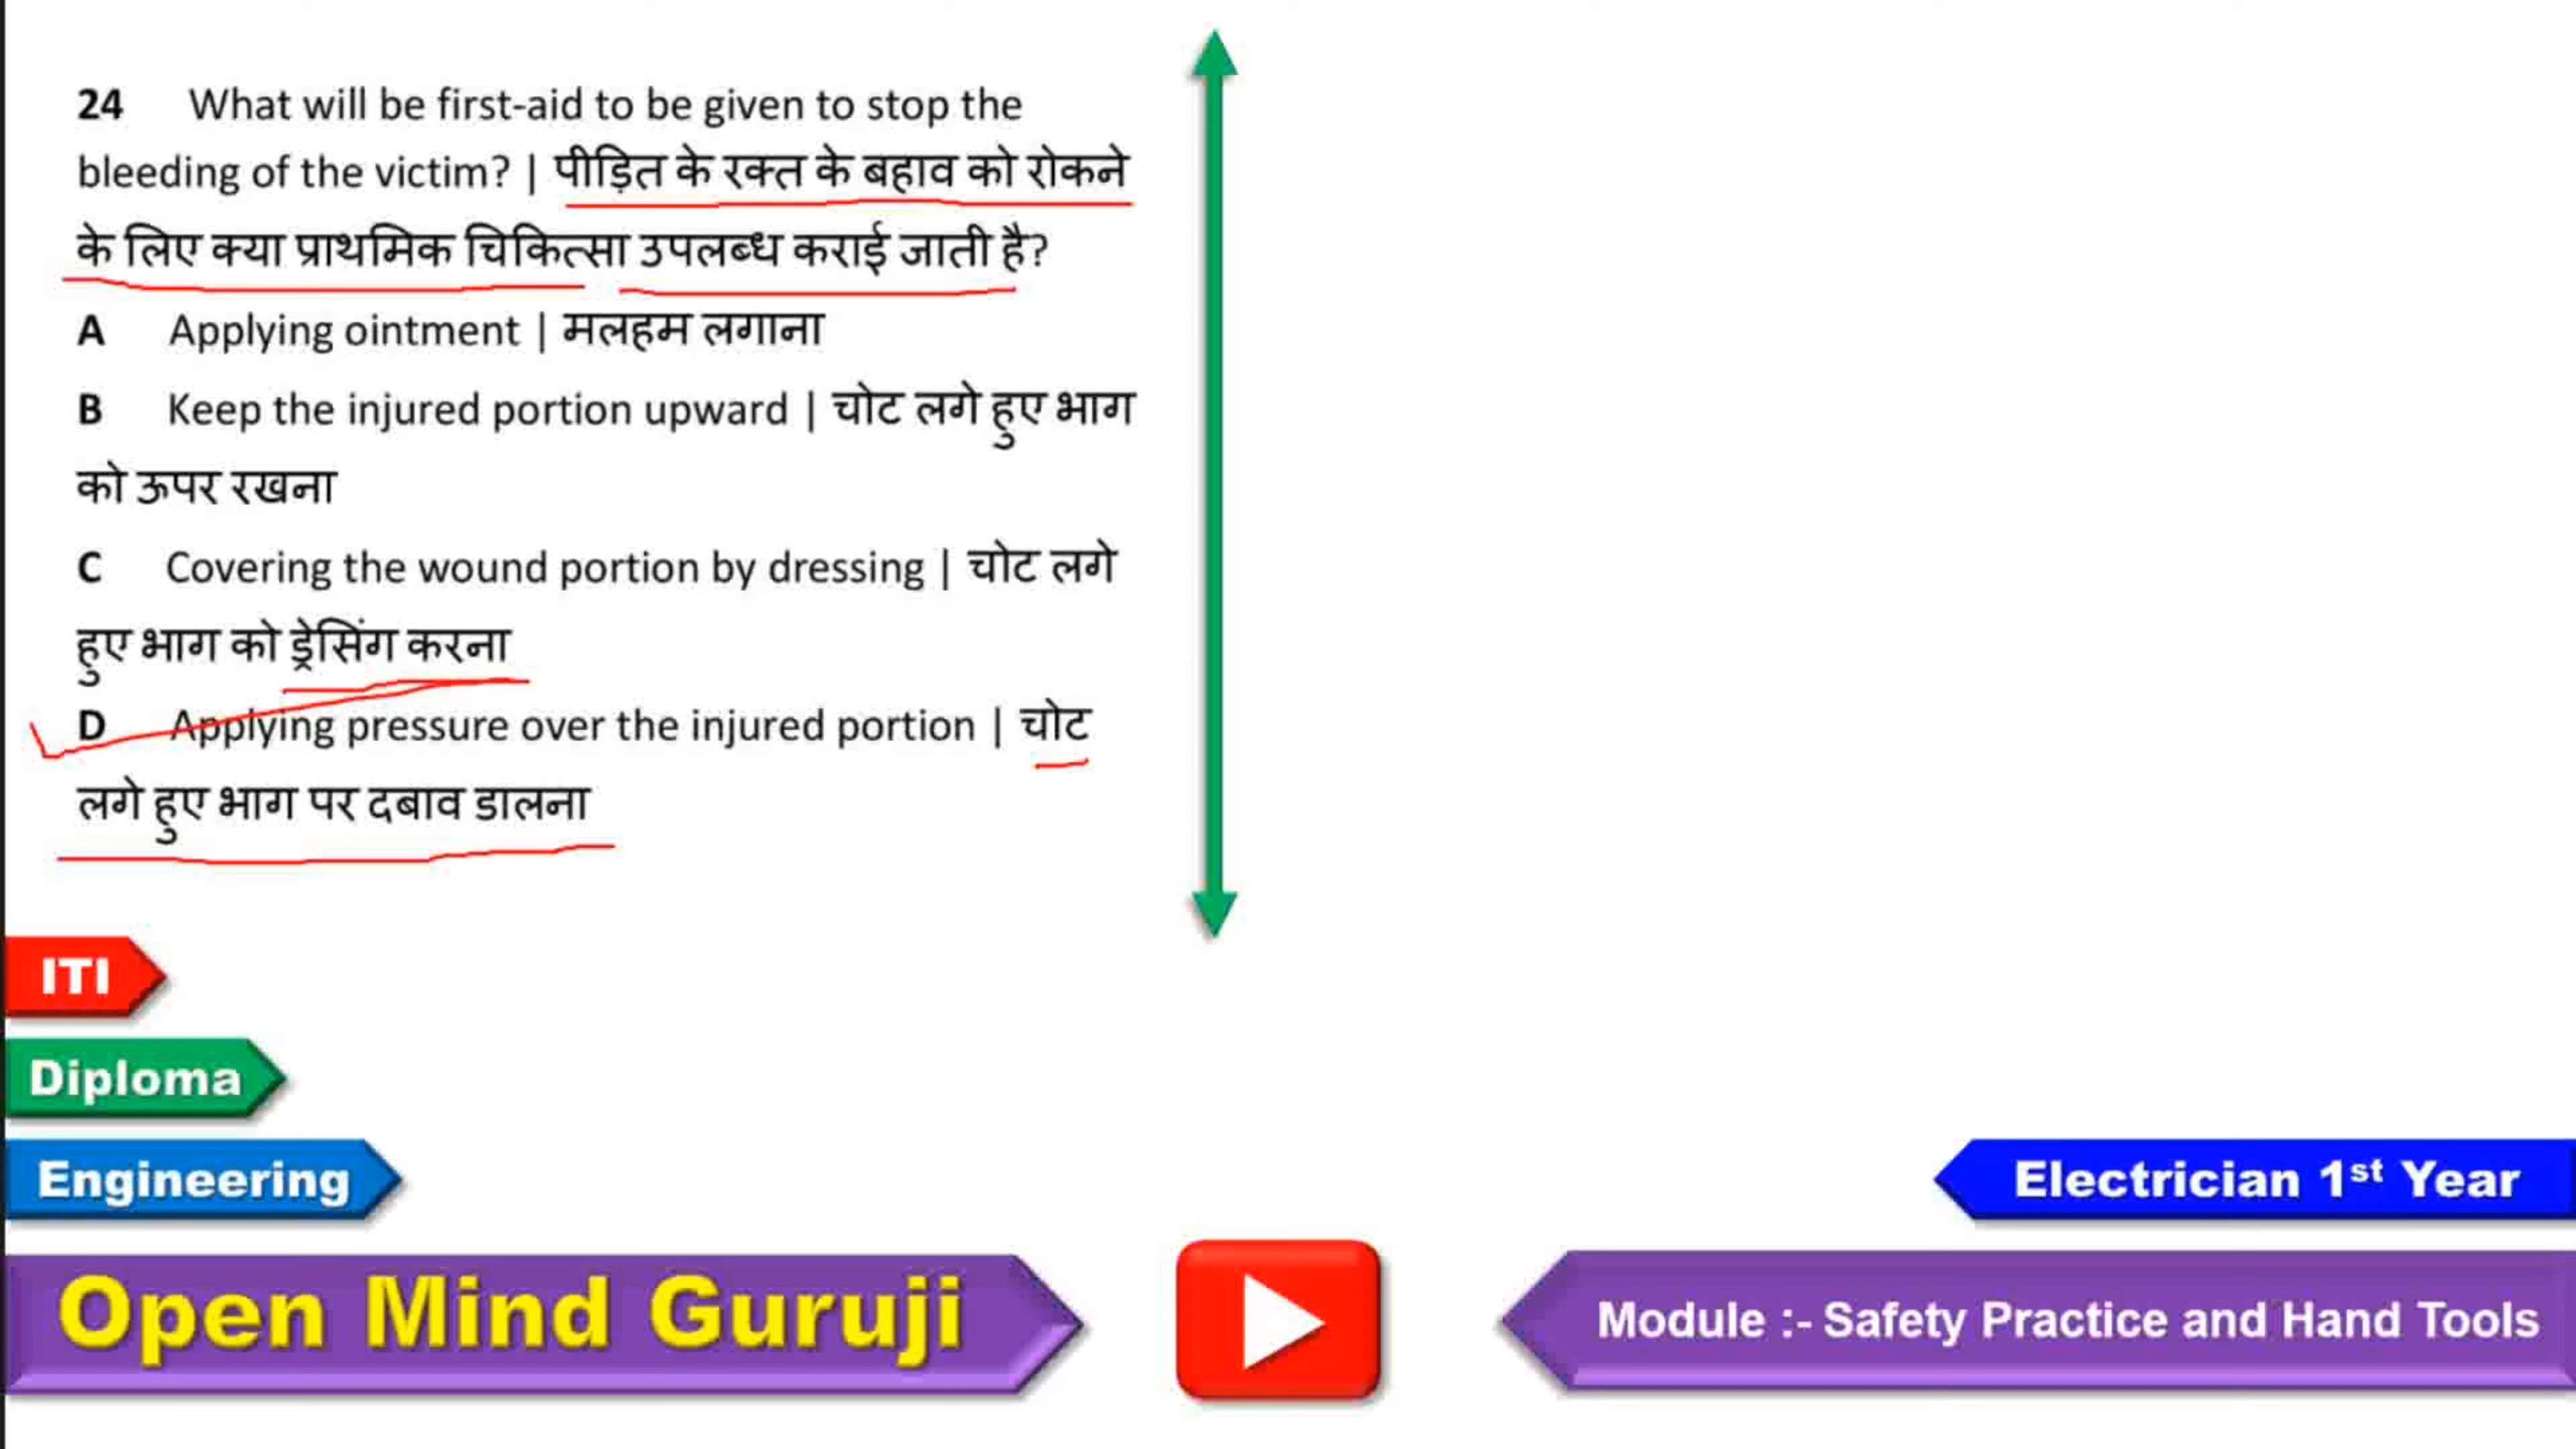 24 What will be first-aid to be given to stop the
bleeding of the victim? | पीड़ित के रक्त के बहाव को रोकने
के लिए क्या प्राथमिक चिकित्सा उपलब्ध कराई जाती है?
A Applying ointment | मलहम लगाना
B Keep the injured portion upward | चोट लगे हुए भाग
को ऊपर रखना
C Covering the wound portion by dressing | चोट लगे
हुए भाग को ड्रेसिंग करना
D Applying pressure over the injured portion | चोट
लगे हुए भाग पर दबाव डालना
ITI
Diploma
Engineering
Electrician 1st Year
Open Mind Guruji
Module :- Safety Practice and Hand Tools